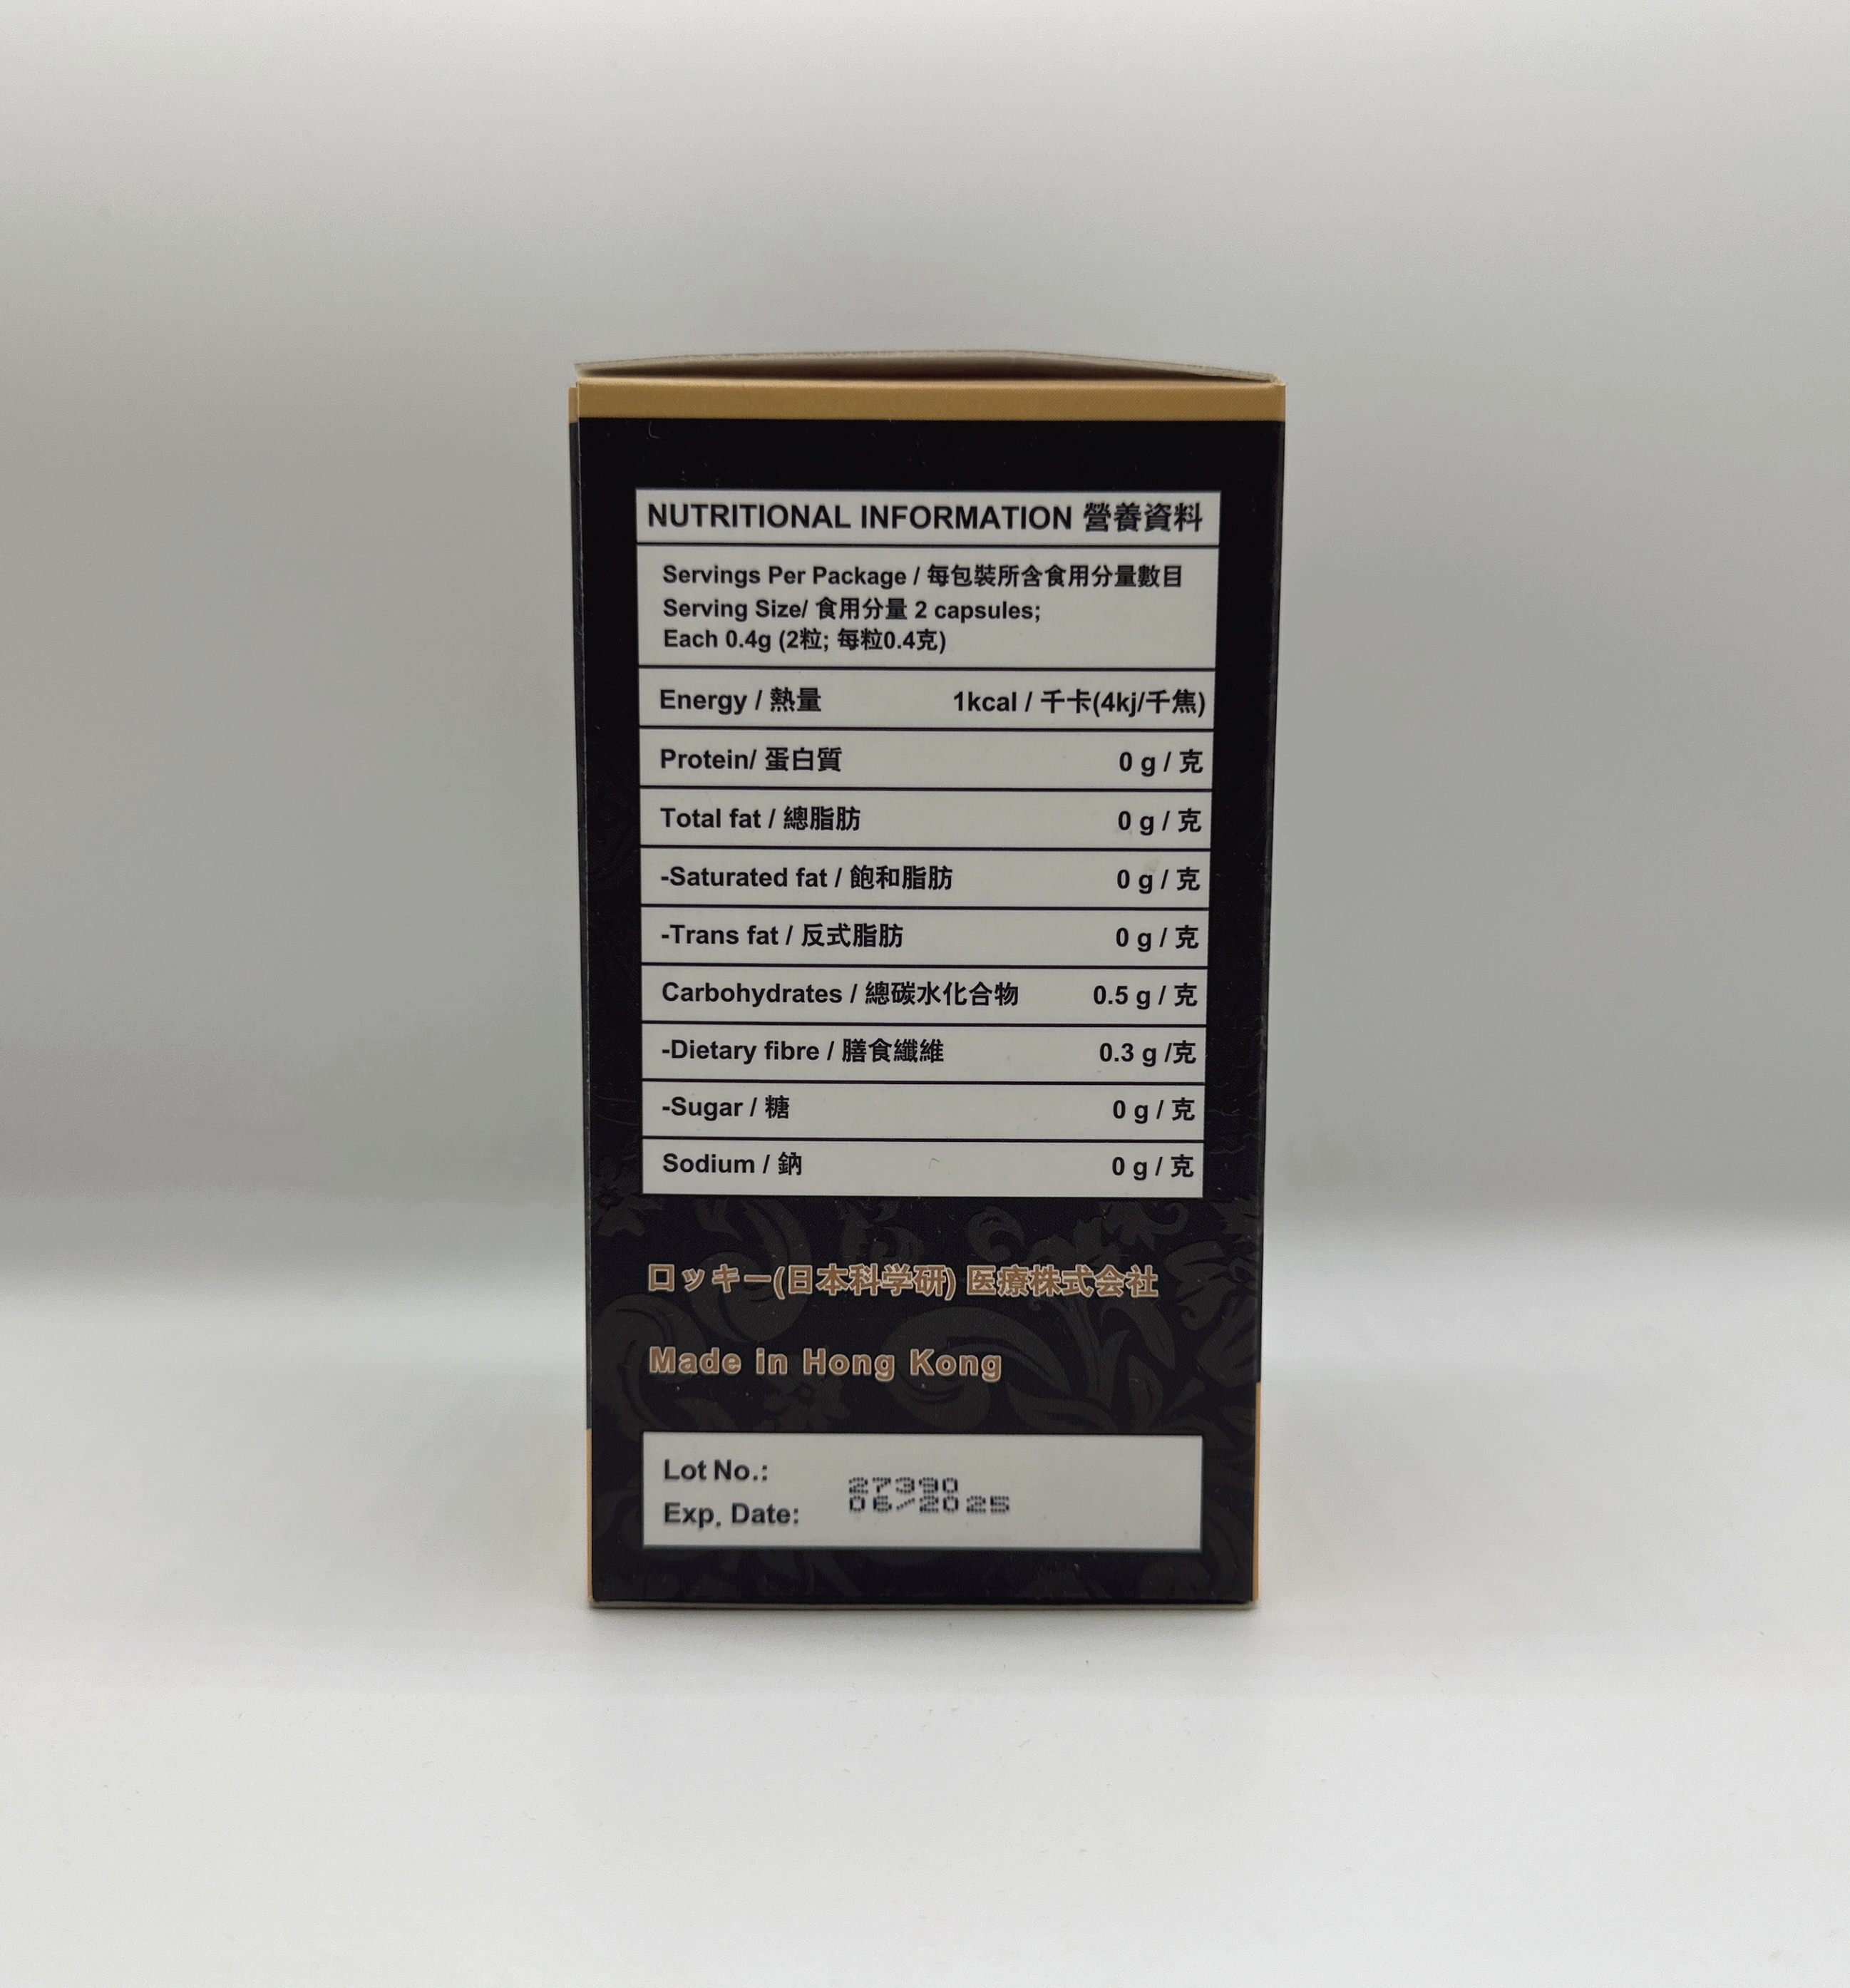 NUTRITIONAL INFORMATION 營養資料
Servings Per Package / 每包裝所含食用分量數目
Serving Size/ 食用分量 2 capsules;
Each 0.4g (2粒; 每粒0.4克)
Energy / 熱量 1kcal / 千卡(4kj/千焦)
Protein/ 蛋白質 0 g / 克
Total fat / 總脂肪 0 g / 克
-Saturated fat / 飽和脂肪 0 g / 克
-Trans fat / 反式脂肪 0 g / 克
Carbohydrates / 總碳水化合物 0.5 g / 克
-Dietary fibre / 膳食纖維 0.3 g /克
-Sugar / 糖 0 g / 克
Sodium / 鈉 0 g / 克
ロッキー(日本科学研) 医療株式会社
Made in Hong Kong
Lot No.: 27390
Exp. Date: 06/2025